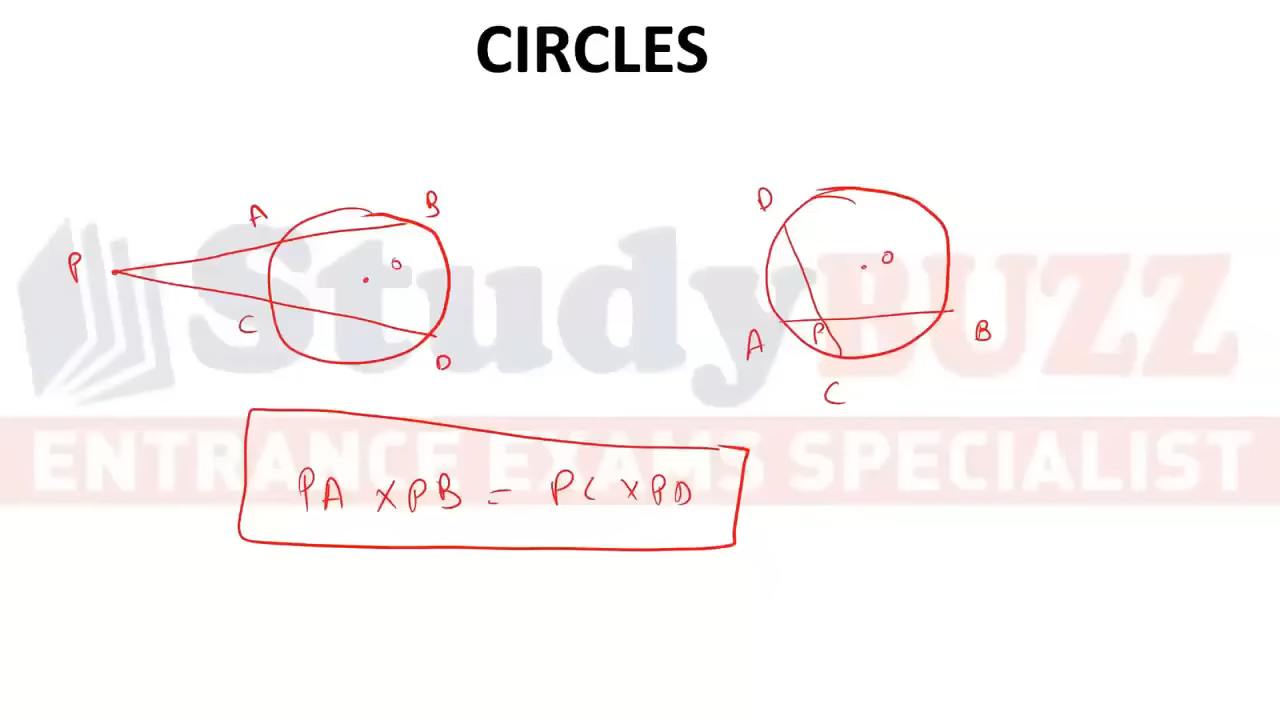 CIRCLES
A B
P O
C D
D O
A P B
C
StudyBUZZ
ENTRANCE EXAMS SPECIALIST
PA × PB = PC × PD